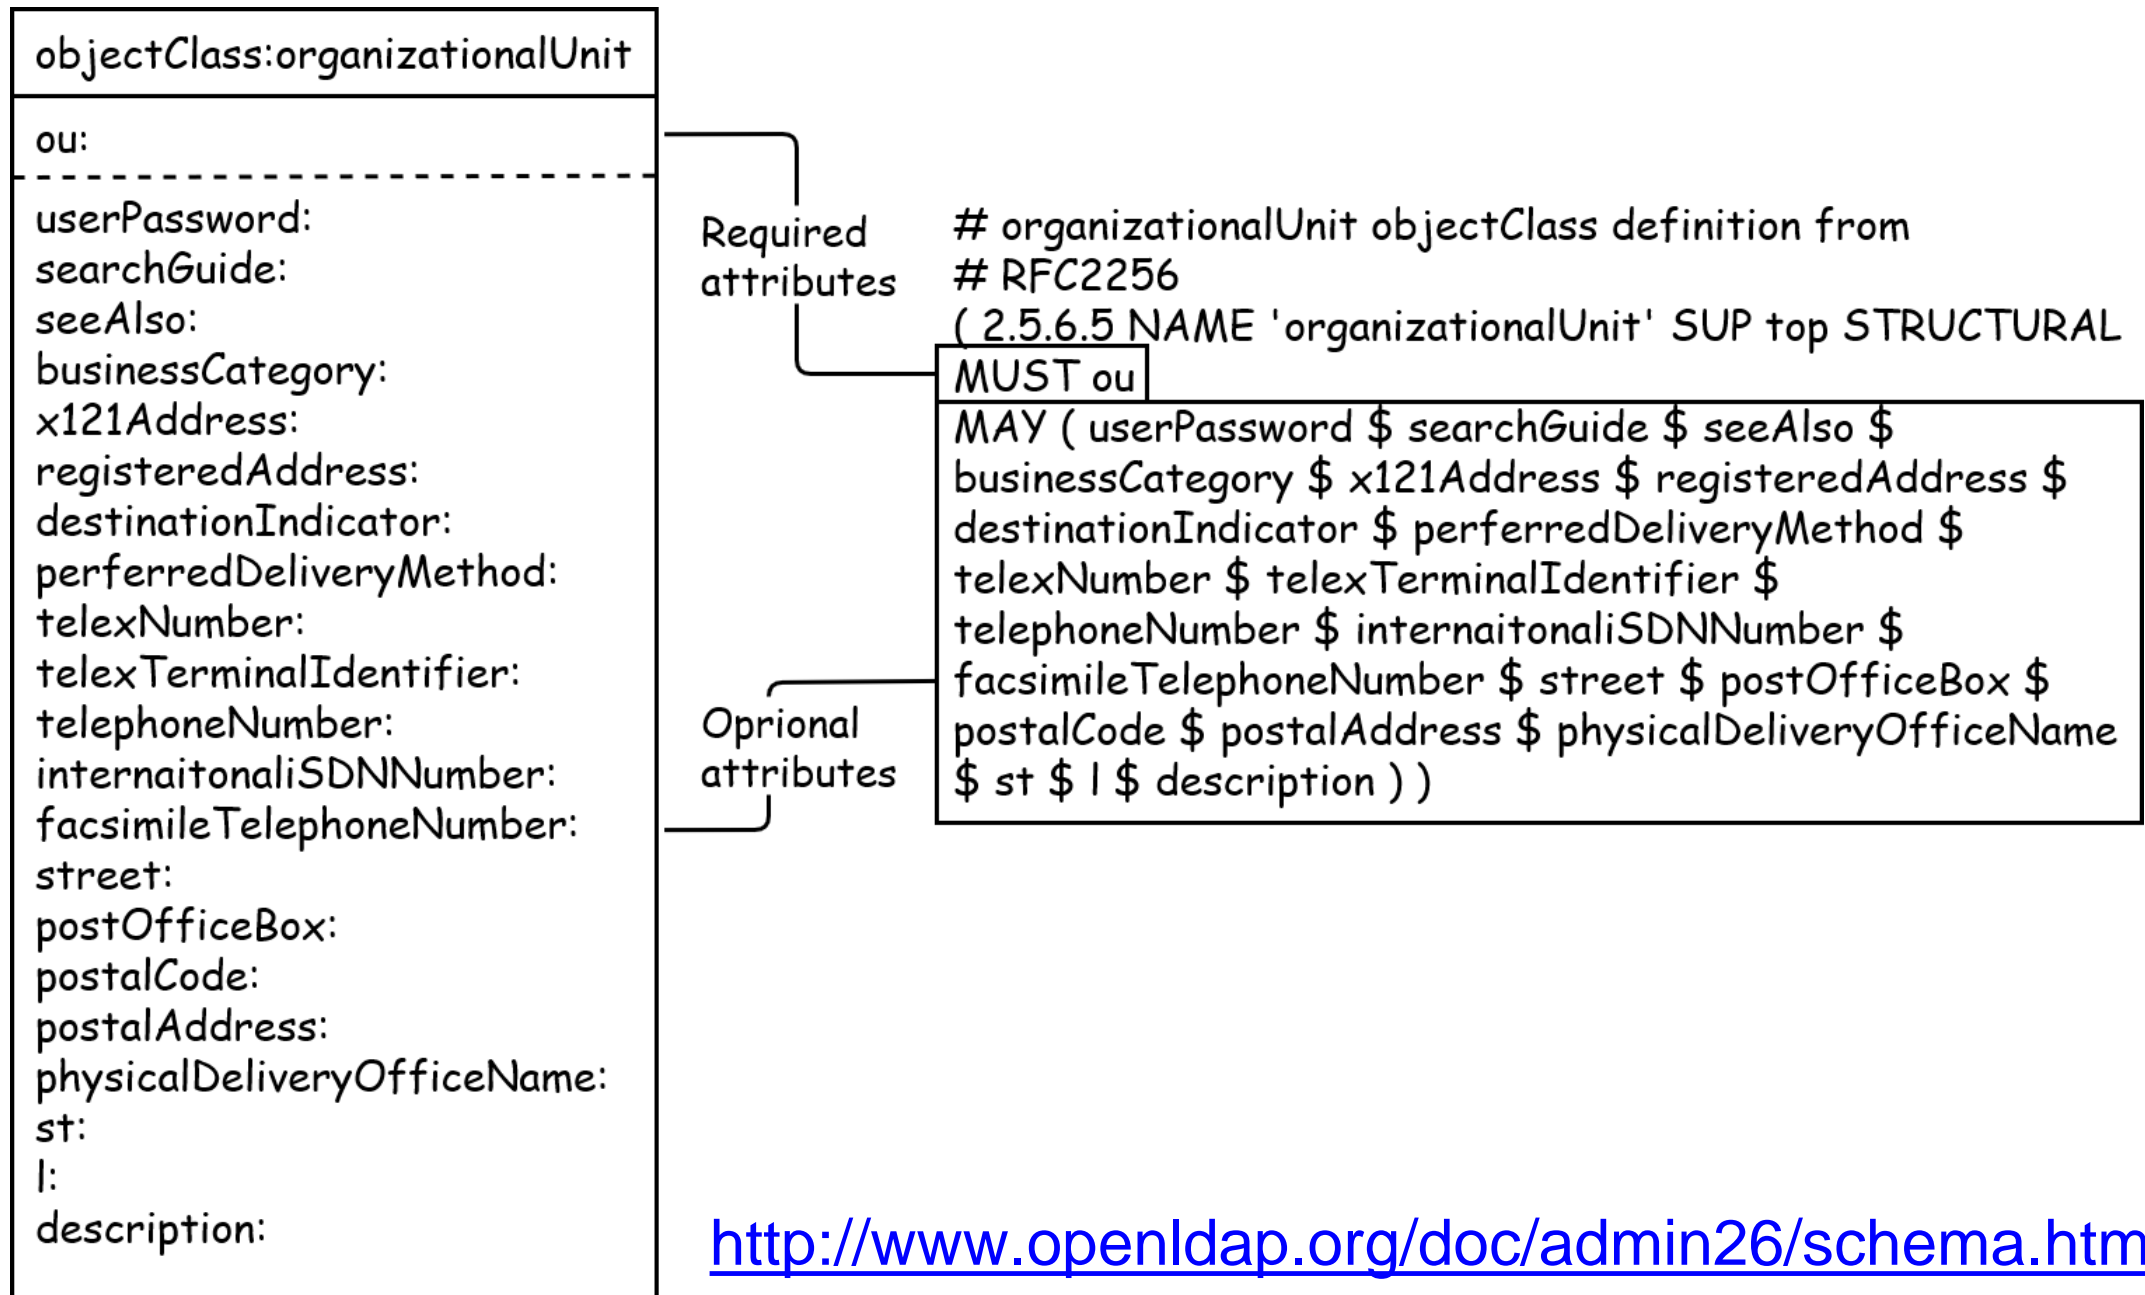 objectClass:organizationalUnit
ou:
userPassword:
searchGuide:
seeAlso:
businessCategory:
x121Address:
registeredAddress:
destinationIndicator:
perferredDeliveryMethod:
telexNumber:
telexTerminalIdentifier:
telephoneNumber:
internaitonaliSDNNumber:
facsimileTelephoneNumber:
street:
postOfficeBox:
postalCode:
postalAddress:
physicalDeliveryOfficeName:
st:
l:
description:
Required
attributes
Oprional
attributes
# organizationalUnit objectClass definition from
# RFC2256
( 2.5.6.5 NAME 'organizationalUnit' SUP top STRUCTURAL
MUST ou
MAY ( userPassword $ searchGuide $ seeAlso $
businessCategory $ x121Address $ registeredAddress $
destinationIndicator $ perferredDeliveryMethod $
telexNumber $ telexTerminalIdentifier $
telephoneNumber $ internaitonaliSDNNumber $
facsimileTelephoneNumber $ street $ postOfficeBox $
postalCode $ postalAddress $ physicalDeliveryOfficeName
$ st $ l $ description ) )
http://www.openldap.org/doc/admin26/schema.htm